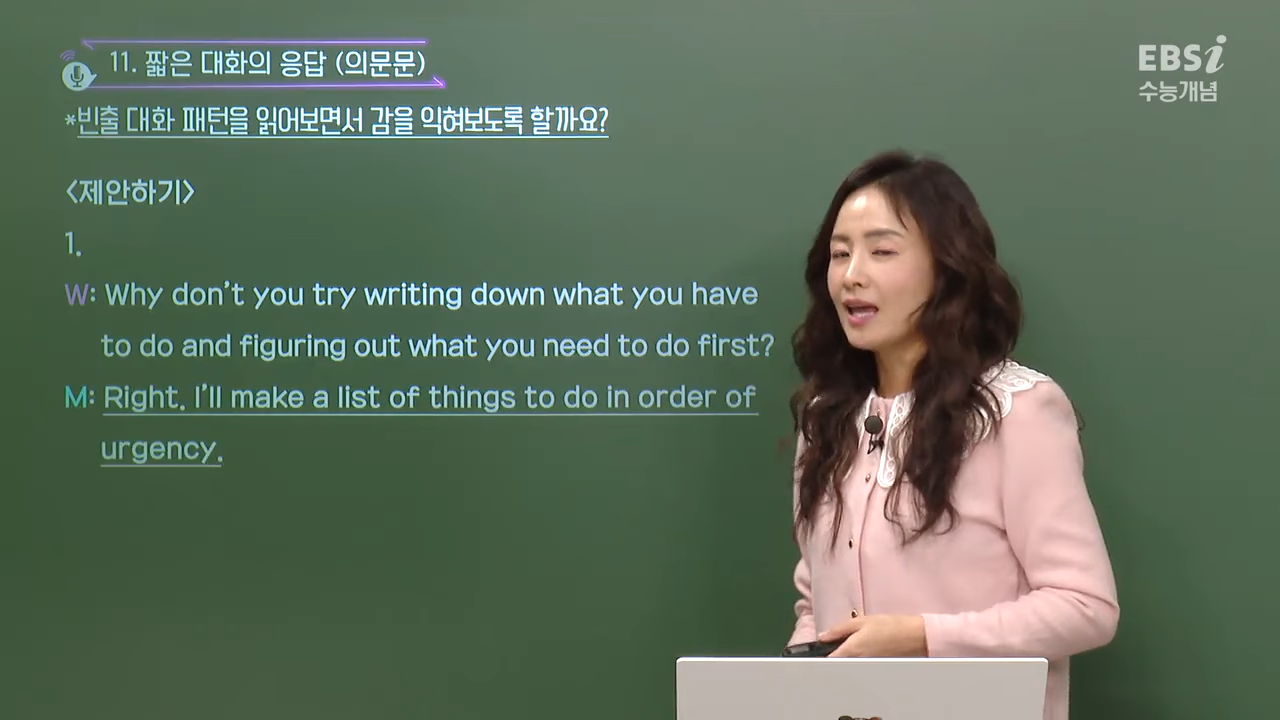 11. 짧은 대화의 응답 (의문문)
*빈출 대화 패턴을 읽어보면서 감을 익혀보도록 할까요?
<제안하기>
1.
W: Why don't you try writing down what you have
to do and figuring out what you need to do first?
M: Right. I'll make a list of things to do in order of
urgency.
EBSi
수능개념